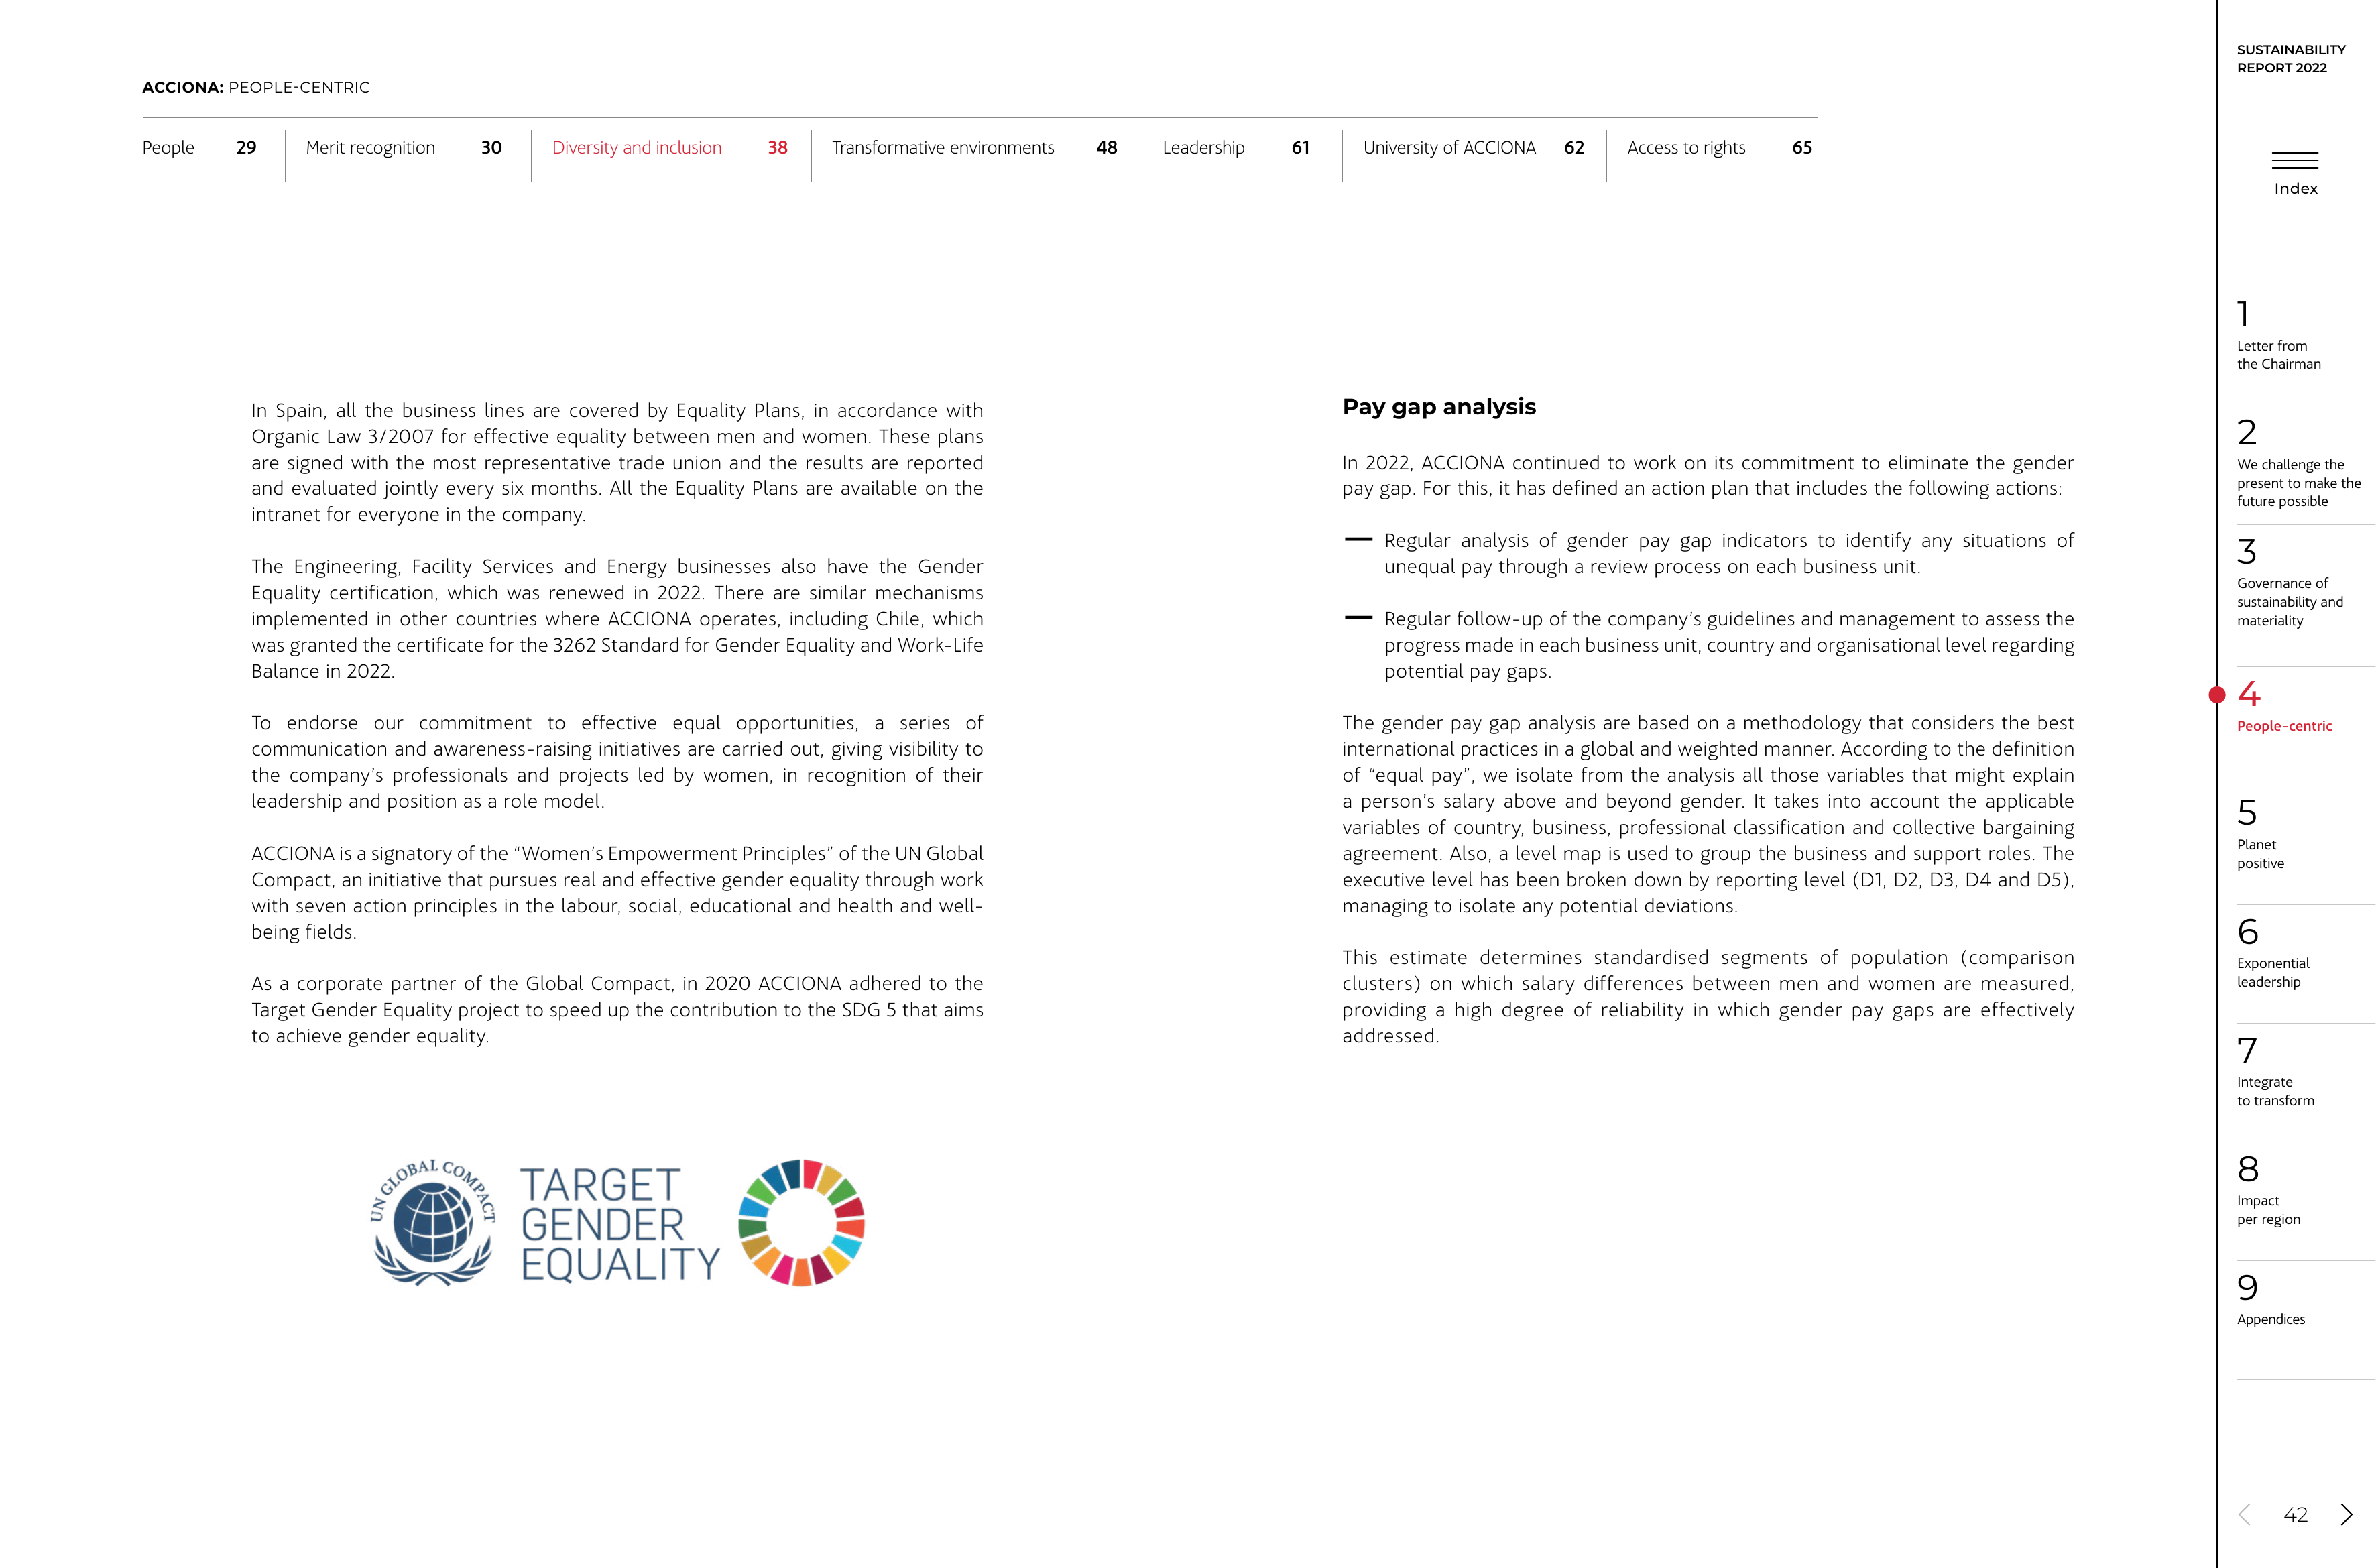 ACCIONA: PEOPLE-CENTRIC
People 29
Merit recognition 30
Diversity and inclusion 38
Transformative environments 48
Leadership 61
University of ACCIONA 62
Access to rights 65
In Spain, all the business lines are covered by Equality Plans, in accordance with
Organic Law 3/2007 for effective equality between men and women. These plans
are signed with the most representative trade union and the results are reported
and evaluated jointly every six months. All the Equality Plans are available on the
intranet for everyone in the company.
The Engineering, Facility Services and Energy businesses also have the Gender
Equality certification, which was renewed in 2022. There are similar mechanisms
implemented in other countries where ACCIONA operates, including Chile, which
was granted the certificate for the 3262 Standard for Gender Equality and Work-Life
Balance in 2022.
To endorse our commitment to effective equal opportunities, a series of
communication and awareness-raising initiatives are carried out, giving visibility to
the company’s professionals and projects led by women, in recognition of their
leadership and position as a role model.
ACCIONA is a signatory of the “Women’s Empowerment Principles” of the UN Global
Compact, an initiative that pursues real and effective gender equality through work
with seven action principles in the labour, social, educational and health and well-
being fields.
As a corporate partner of the Global Compact, in 2020 ACCIONA adhered to the
Target Gender Equality project to speed up the contribution to the SDG 5 that aims
to achieve gender equality.
UN GLOBAL COMPACT
TARGET
GENDER
EQUALITY
Pay gap analysis
In 2022, ACCIONA continued to work on its commitment to eliminate the gender
pay gap. For this, it has defined an action plan that includes the following actions:
— Regular analysis of gender pay gap indicators to identify any situations of
unequal pay through a review process on each business unit.
— Regular follow-up of the company’s guidelines and management to assess the
progress made in each business unit, country and organisational level regarding
potential pay gaps.
The gender pay gap analysis are based on a methodology that considers the best
international practices in a global and weighted manner. According to the definition
of “equal pay”, we isolate from the analysis all those variables that might explain
a person’s salary above and beyond gender. It takes into account the applicable
variables of country, business, professional classification and collective bargaining
agreement. Also, a level map is used to group the business and support roles. The
executive level has been broken down by reporting level (D1, D2, D3, D4 and D5),
managing to isolate any potential deviations.
This estimate determines standardised segments of population (comparison
clusters) on which salary differences between men and women are measured,
providing a high degree of reliability in which gender pay gaps are effectively
addressed.
SUSTAINABILITY
REPORT 2022
Index
1
Letter from
the Chairman
2
We challenge the
present to make the
future possible
3
Governance of
sustainability and
materiality
4
People-centric
5
Planet
positive
6
Exponential
leadership
7
Integrate
to transform
8
Impact
per region
9
Appendices
42